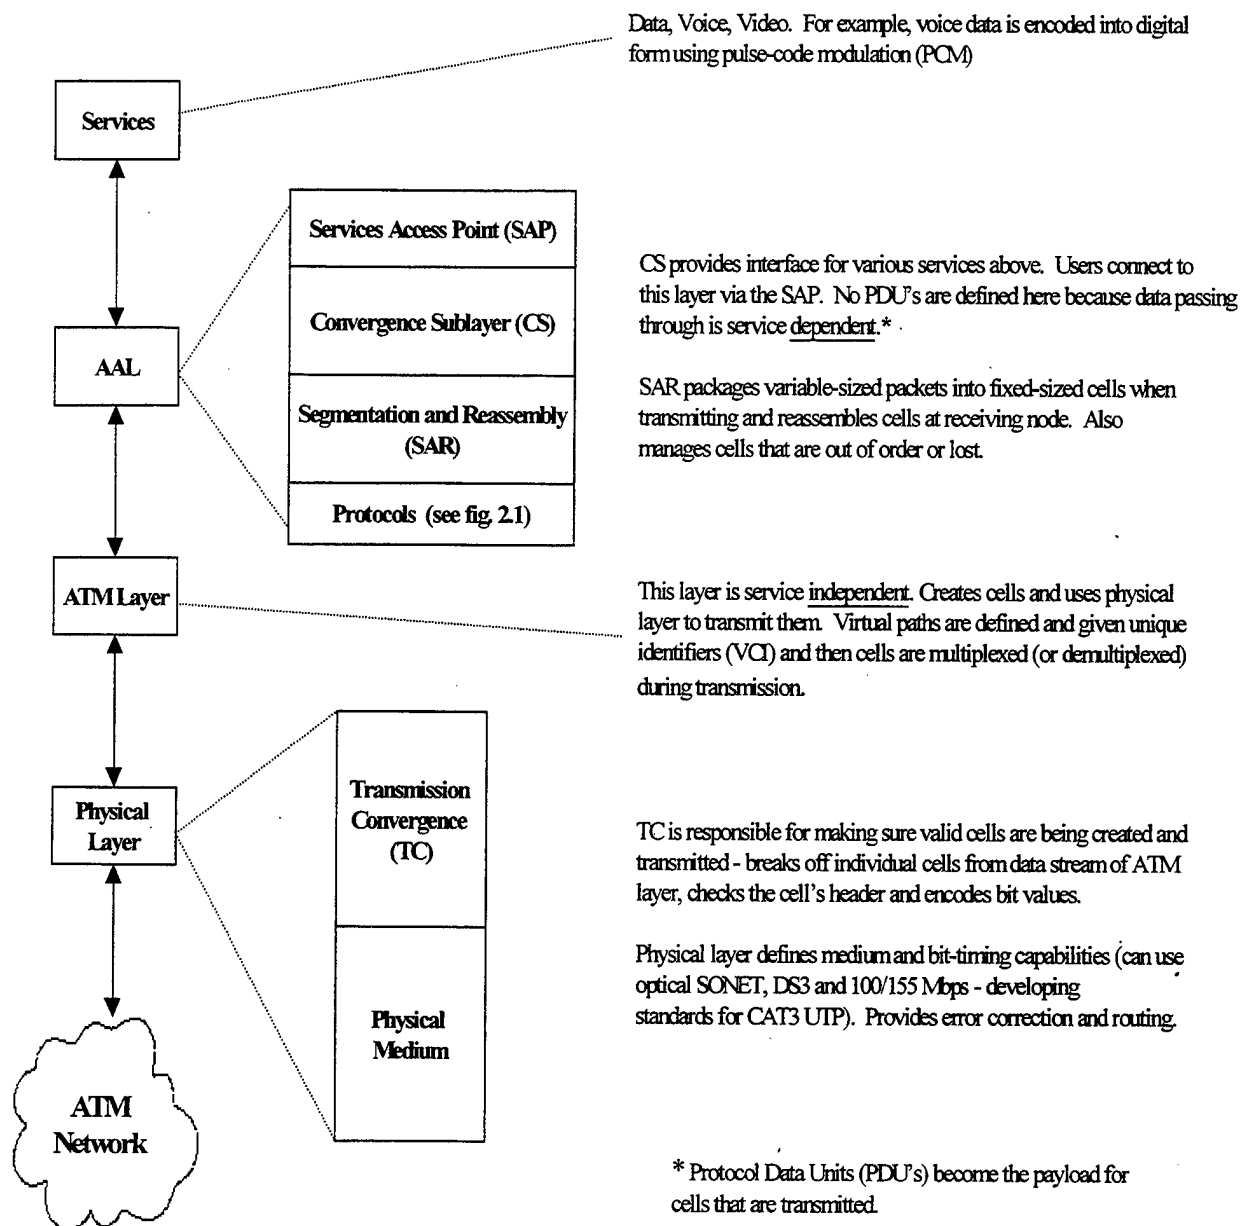 Data, Voice, Video. For example, voice data is encoded into digital
form using pulse-code modulation (PCM)
Services
Services Access Point (SAP)
CS provides interface for various services above. Users connect to
this layer via the SAP. No PDU's are defined here because data passing
through is service dependent.*
Convergence Sublayer (CS)
AAL
SAR packages variable-sized packets into fixed-sized cells when
transmitting and reassembles cells at receiving node. Also
manages cells that are out of order or lost.
Segmentation and Reassembly
(SAR)
Protocols (see fig. 2.1)
ATM Layer
This layer is service independent. Creates cells and uses physical
layer to transmit them. Virtual paths are defined and given unique
identifiers (VCI) and then cells are multiplexed (or demultiplexed)
during transmission.
Physical
Layer
Transmission
Convergence
(TC)
TC is responsible for making sure valid cells are being created and
transmitted - breaks off individual cells from data stream of ATM
layer, checks the cell's header and encodes bit values.
Physical layer defines medium and bit-timing capabilities (can use
optical SONET, DS3 and 100/155 Mbps - developing
standards for CAT3 UTP). Provides error correction and routing.
Physical
Medium
ATM
Network
* Protocol Data Units (PDU's) become the payload for
cells that are transmitted.